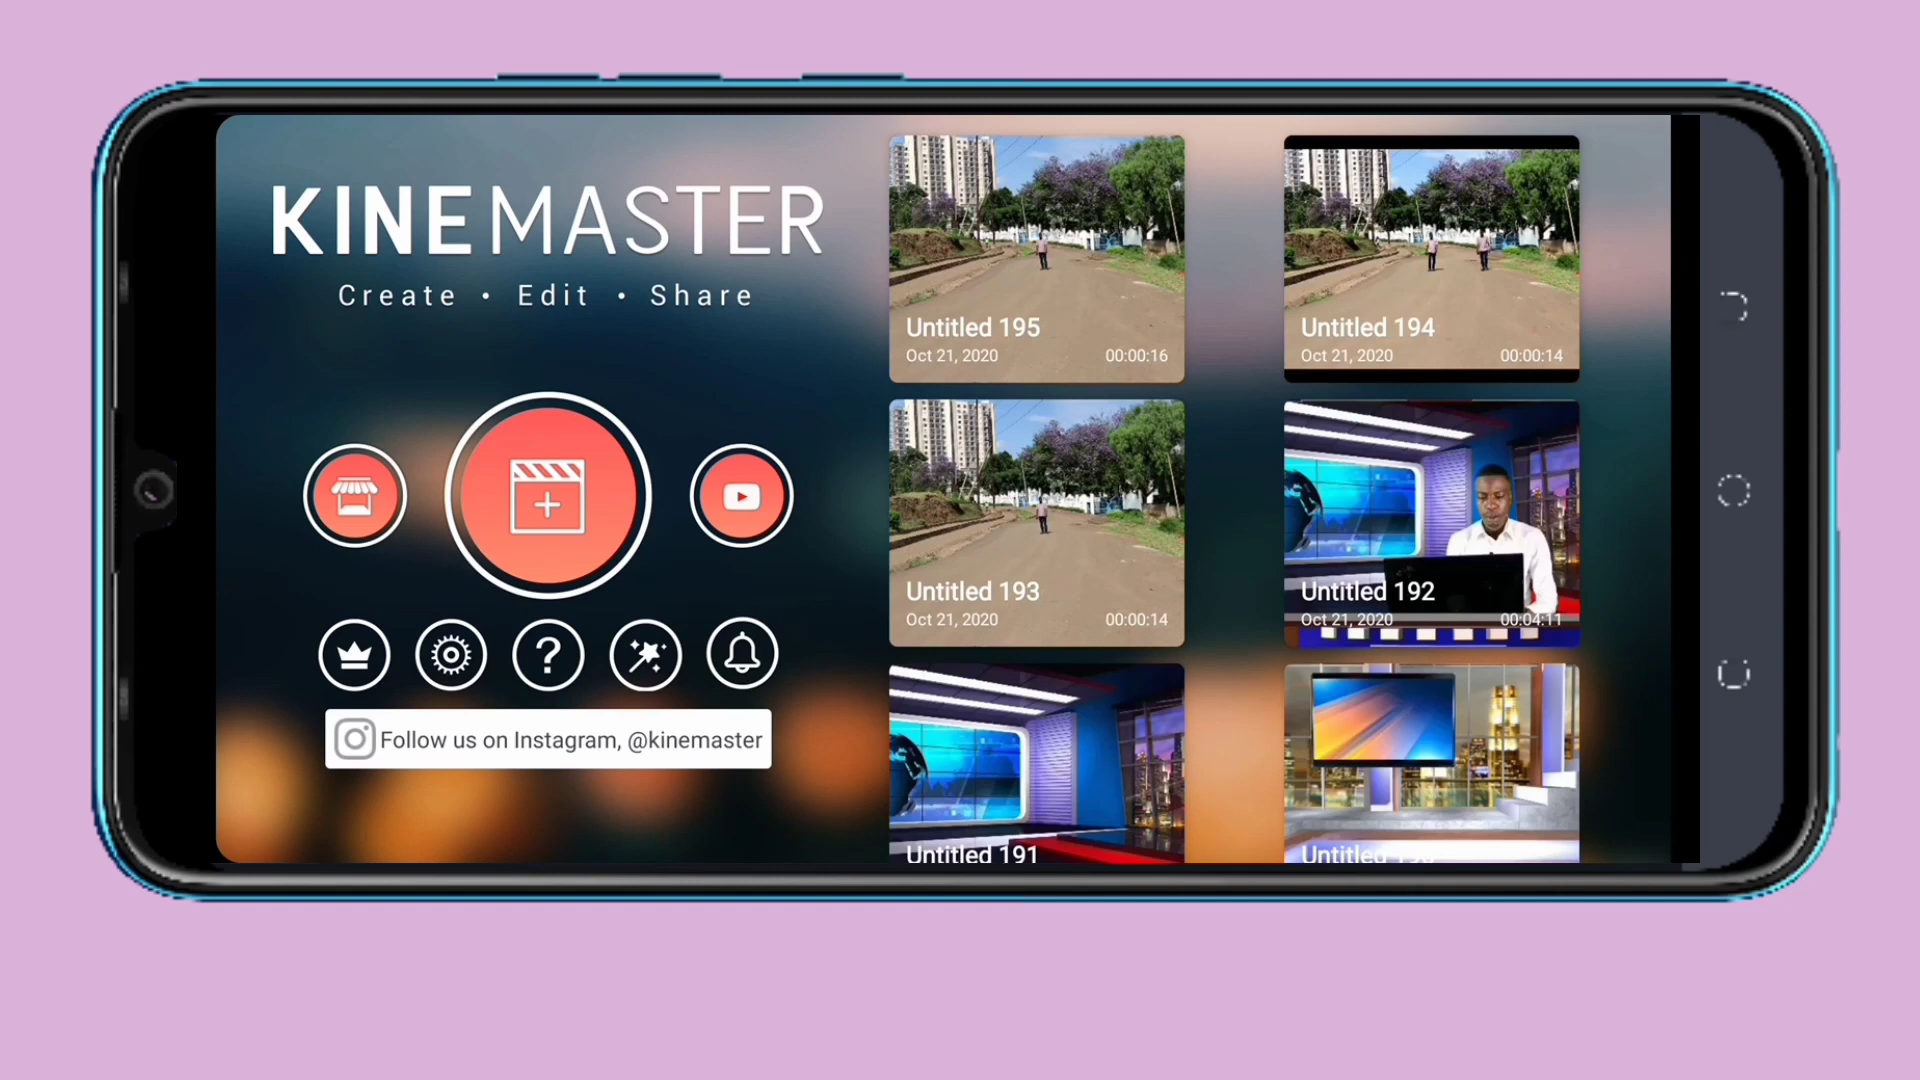 KINEMASTER
Create • Edit • Share
Follow us on Instagram, @kinemaster
Untitled 195
Oct 21, 2020 00:00:16
Untitled 194
Oct 21, 2020 00:00:14
Untitled 193
Oct 21, 2020 00:00:14
Untitled 192
Oct 21, 2020 00:04:11
Untitled 191
Untitled